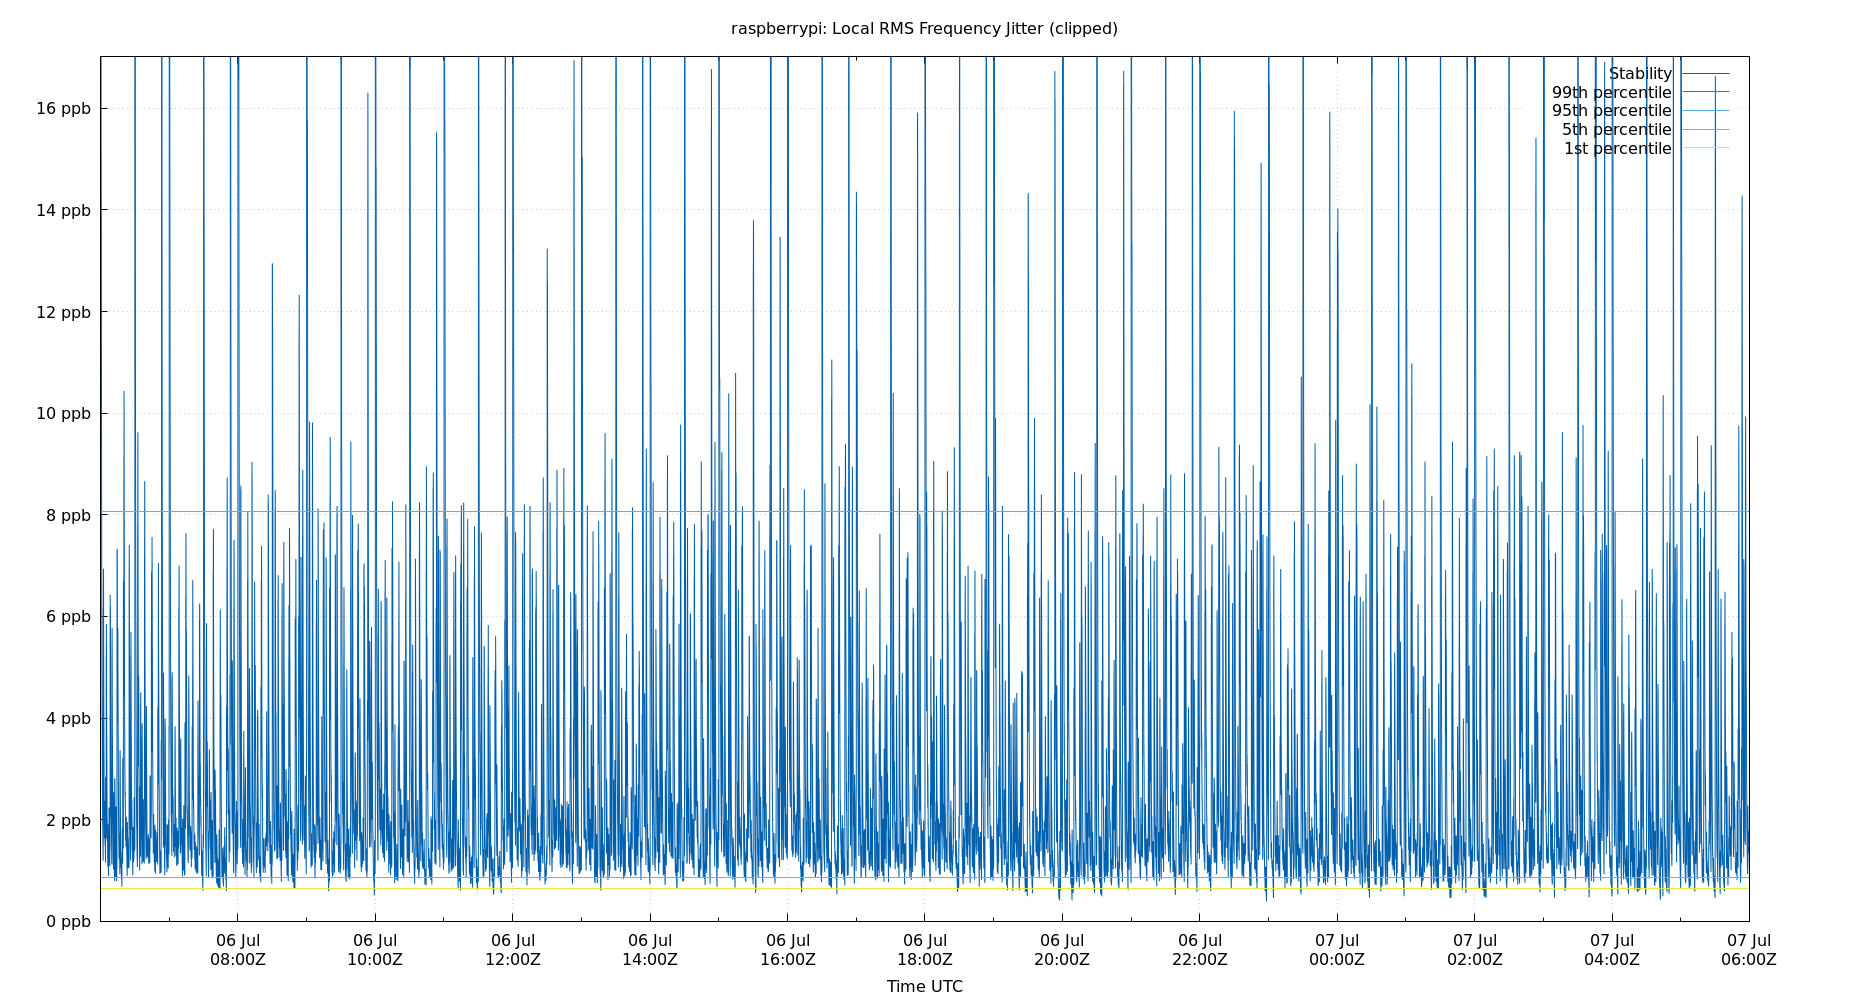 raspberrypi: Local RMS Frequency Jitter (clipped)
Stability
99th percentile
95th percentile
5th percentile
1st percentile
16 ppb
14 ppb
12 ppb
10 ppb
8 ppb
6 ppb
4 ppb
2 ppb
0 ppb
06 Jul 06 Jul 06 Jul 06 Jul 06 Jul 06 Jul 06 Jul 06 Jul 07 Jul 07 Jul 07 Jul 07 Jul
08:00Z 10:00Z 12:00Z 14:00Z 16:00Z 18:00Z 20:00Z 22:00Z 00:00Z 02:00Z 04:00Z 06:00Z
Time UTC